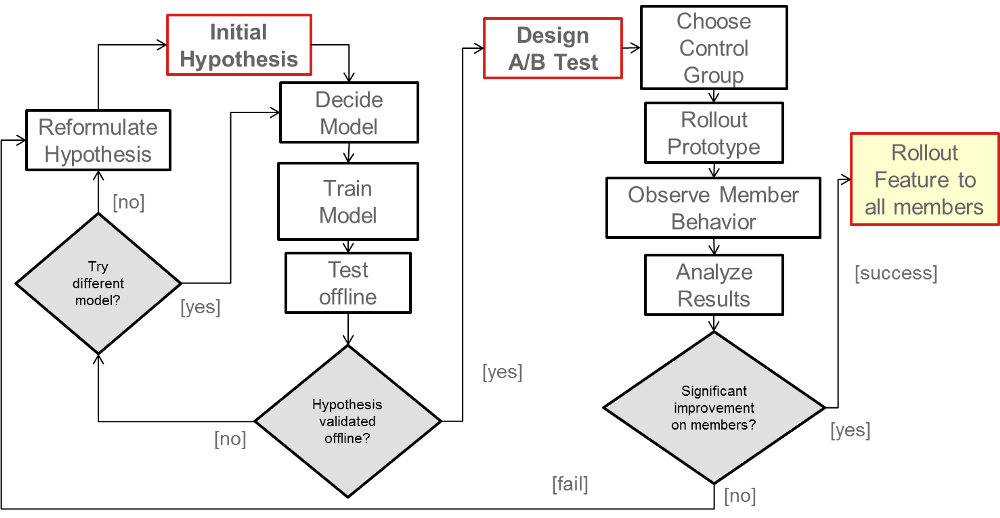 Initial
Hypothesis
Decide
Model
Train
Model
Test
offline
Hypothesis
validated
offline?
[no]
[yes]
Try
different
model?
[no]
[yes]
Reformulate
Hypothesis
Design
A/B Test
Choose
Control
Group
Rollout
Prototype
Observe Member
Behavior
Analyze
Results
Significant
improvement
on members?
[yes]
[success]
[no]
[fail]
Rollout
Feature to
all members